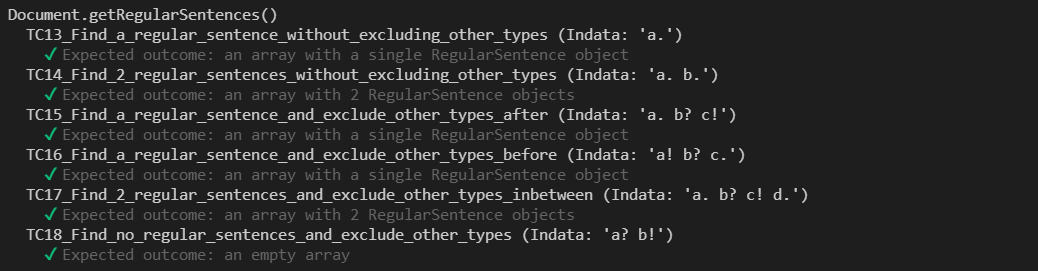 Document.getRegularSentences()
TC13_Find_a_regular_sentence_without_excluding_other_types (Indata: 'a.')
✓ Expected outcome: an array with a single RegularSentence object
TC14_Find_2_regular_sentences_without_excluding_other_types (Indata: 'a. b.')
✓ Expected outcome: an array with 2 RegularSentence objects
TC15_Find_a_regular_sentence_and_exclude_other_types_after (Indata: 'a. b? c!')
✓ Expected outcome: an array with a single RegularSentence object
TC16_Find_a_regular_sentence_and_exclude_other_types_before (Indata: 'a! b? c.')
✓ Expected outcome: an array with a single RegularSentence object
TC17_Find_2_regular_sentences_and_exclude_other_types_inbetween (Indata: 'a. b? c! d.')
✓ Expected outcome: an array with 2 RegularSentence objects
TC18_Find_no_regular_sentences_and_exclude_other_types (Indata: 'a? b!')
✓ Expected outcome: an empty array